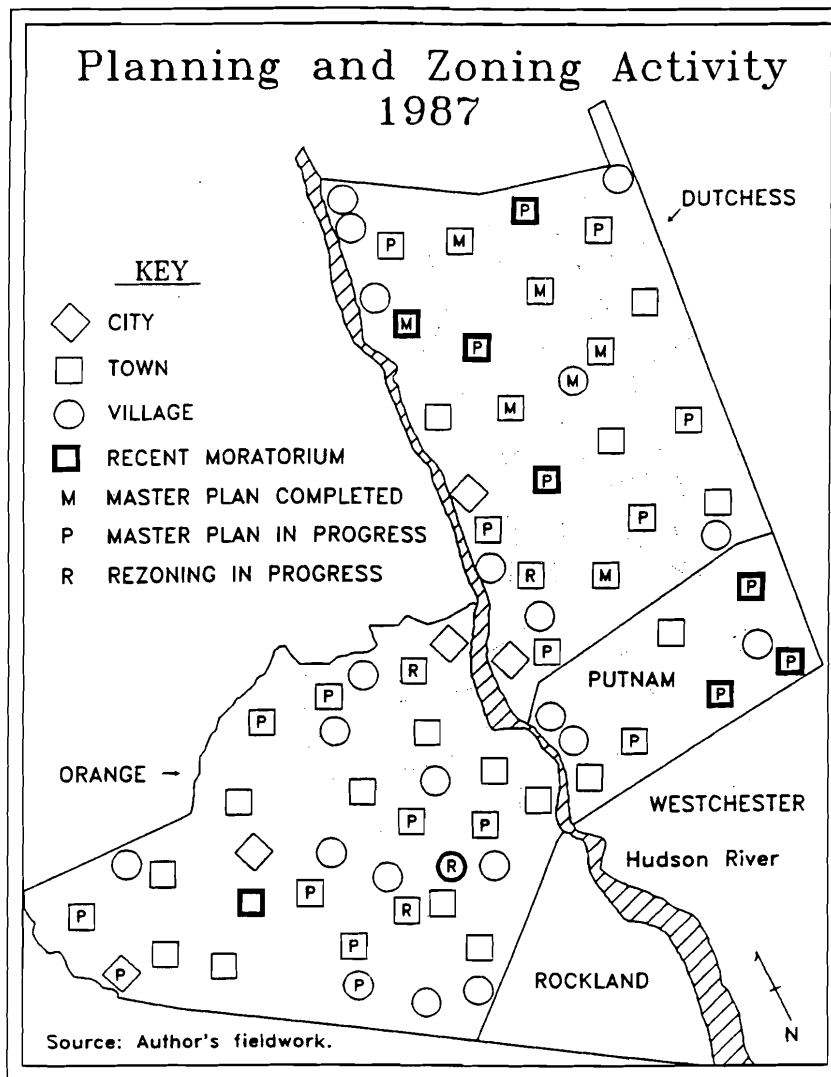 Planning and Zoning Activity
1987
DUTCHESS
KEY
CITY
TOWN
VILLAGE
RECENT MORATORIUM
M MASTER PLAN COMPLETED
P MASTER PLAN IN PROGRESS
R REZONING IN PROGRESS
P
P M P
M
M
P M
M
M P
P
P P
R M
P
P
P
P
P
PUTNAM
R
P
P
ORANGE
P P
WESTCHESTER
Hudson River
R
P
R
P
P
P
P
ROCKLAND
N
Source: Author's fieldwork.